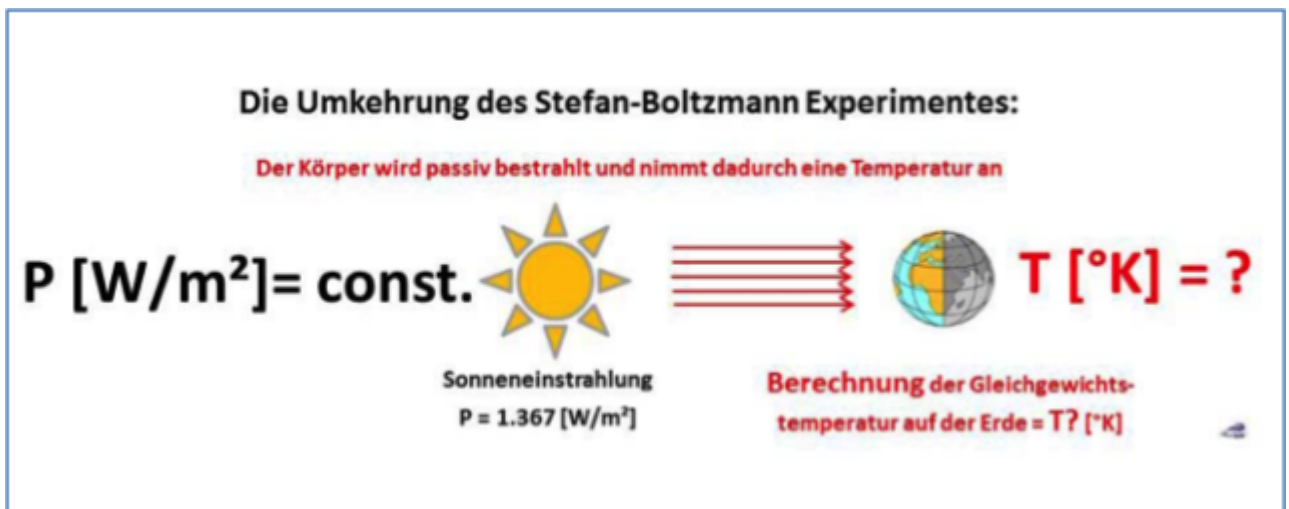 Die Umkehrung des Stefan-Boltzmann Experimentes:
Der Körper wird passiv bestrahlt und nimmt dadurch eine Temperatur an
P [W/m²]= const.
T [°K] = ?
Sonneneinstrahlung
P = 1.367 [W/m²]
Berechnung der Gleichgewichts-
temperatur auf der Erde = T? [°K]